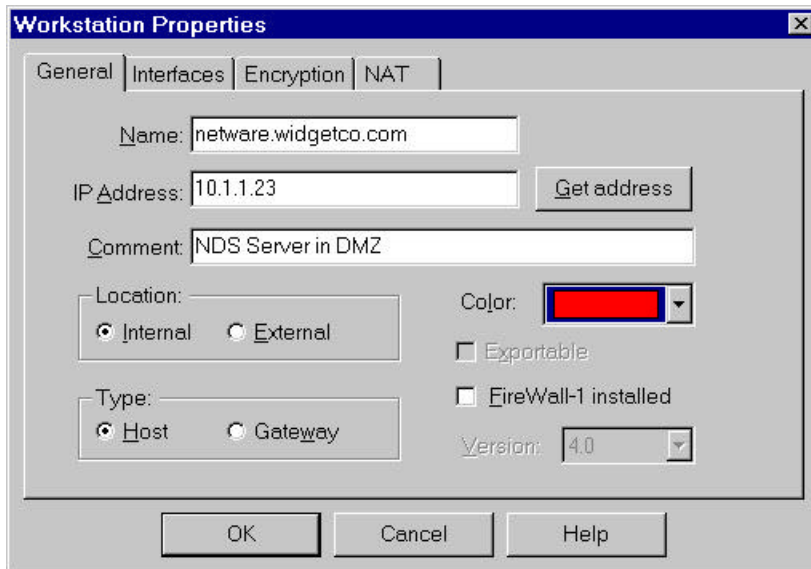 Workstation Properties
General Interfaces Encryption NAT
Name: netware.widgetco.com
IP Address: 10.1.1.23 Get address
Comment: NDS Server in DMZ
Location: Color:
Internal External
Exportable
Type: FireWall-1 installed
Host Gateway
Version: 4.0
OK Cancel Help